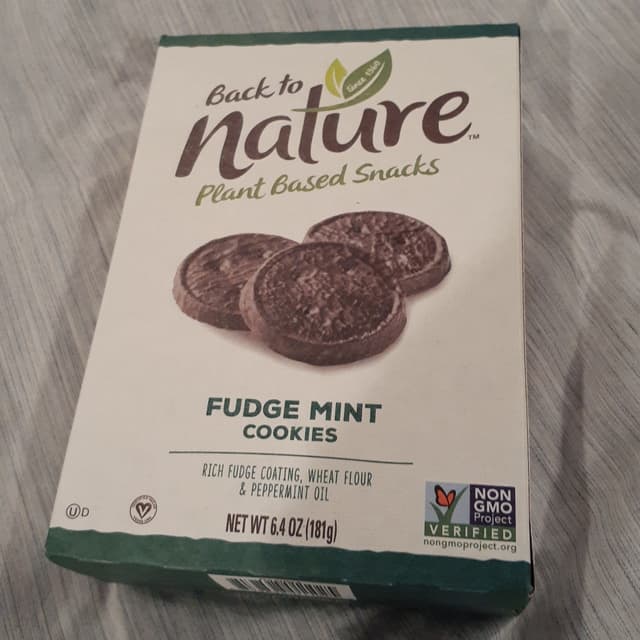 Back to
nature™
Since 1960
Plant Based Snacks
FUDGE MINT
COOKIES
RICH FUDGE COATING, WHEAT FLOUR
& PEPPERMINT OIL
NET WT 6.4 OZ (181g)
U D
NON
GMO
Project
VERIFIED
nongmoproject.org